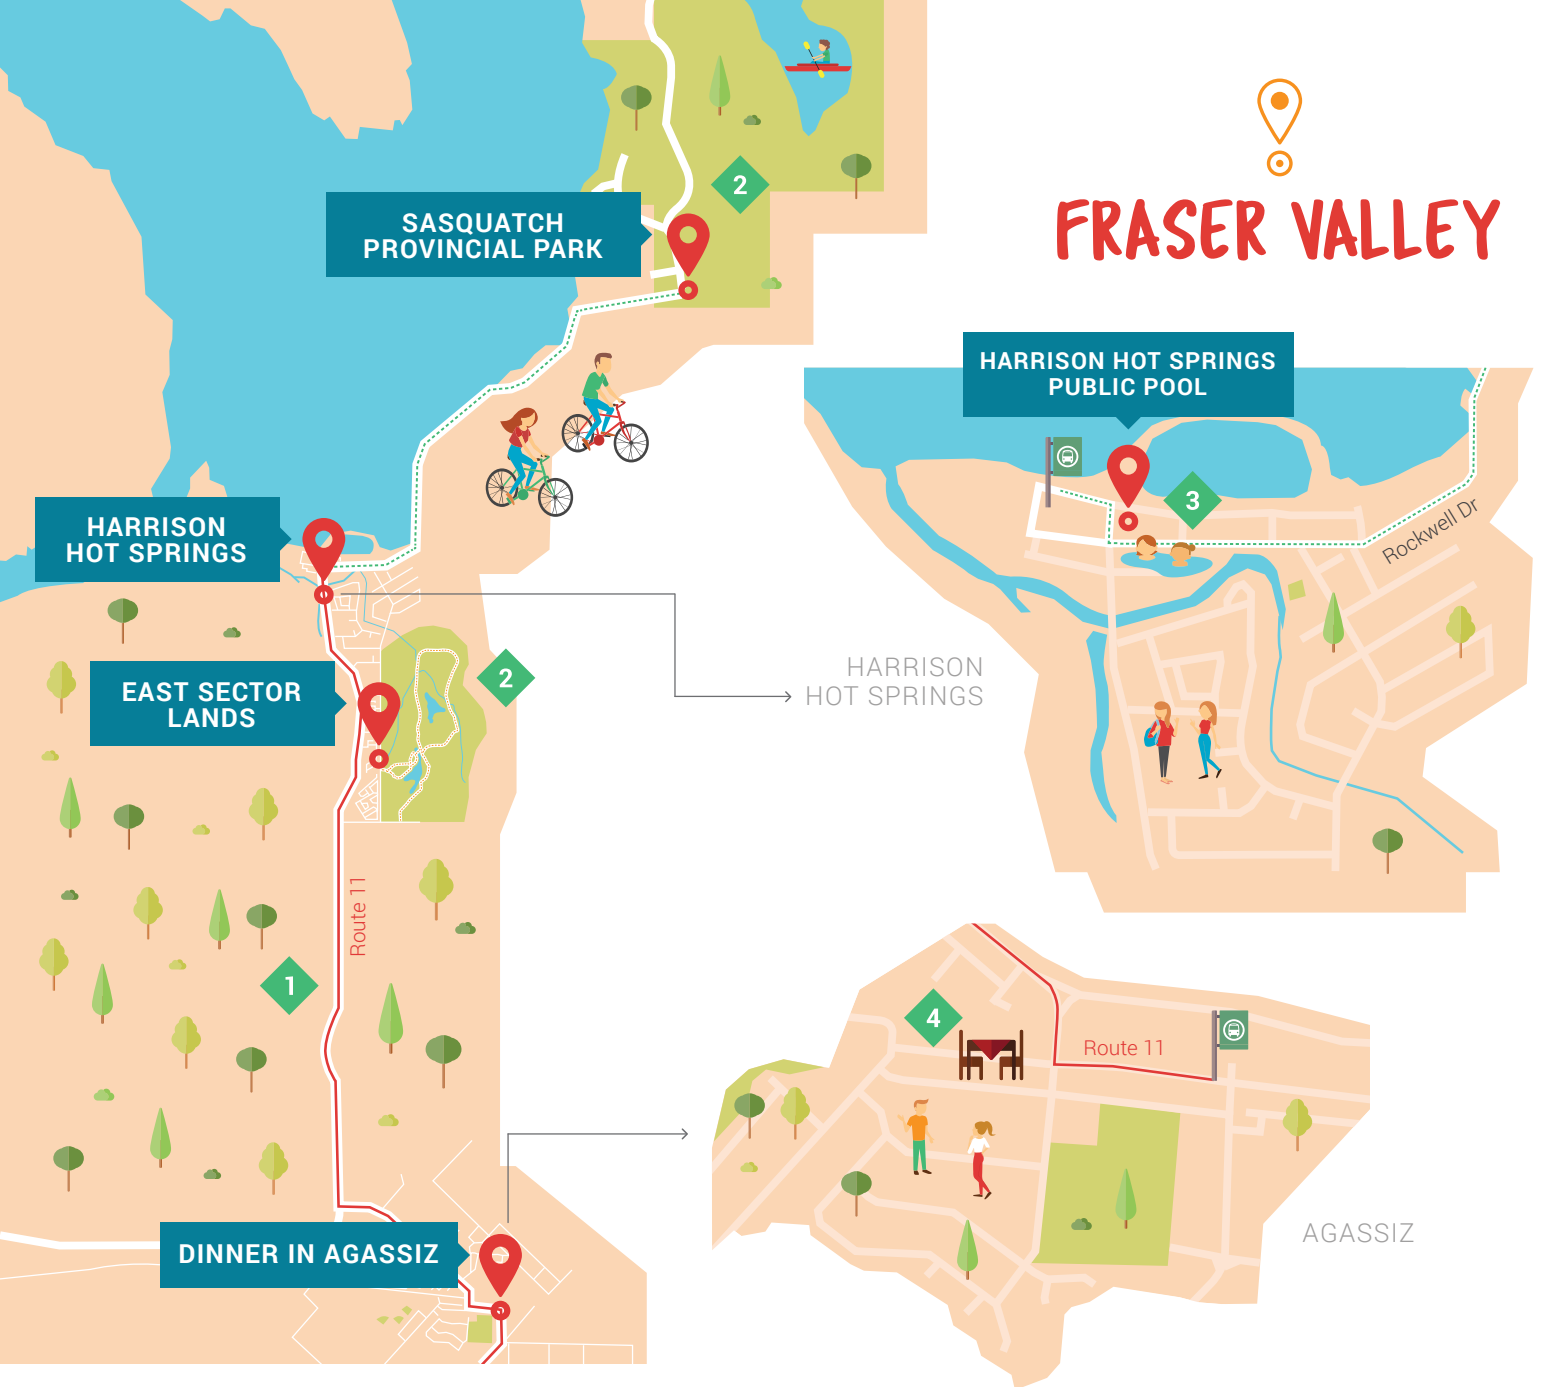 FRASER VALLEY
2
SASQUATCH
PROVINCIAL PARK
HARRISON HOT SPRINGS
PUBLIC POOL
3
Rockwell Dr
HARRISON
HOT SPRINGS
HARRISON
HOT SPRINGS
EAST SECTOR
LANDS
2
Route 11
1
4
Route 11
AGASSIZ
DINNER IN AGASSIZ